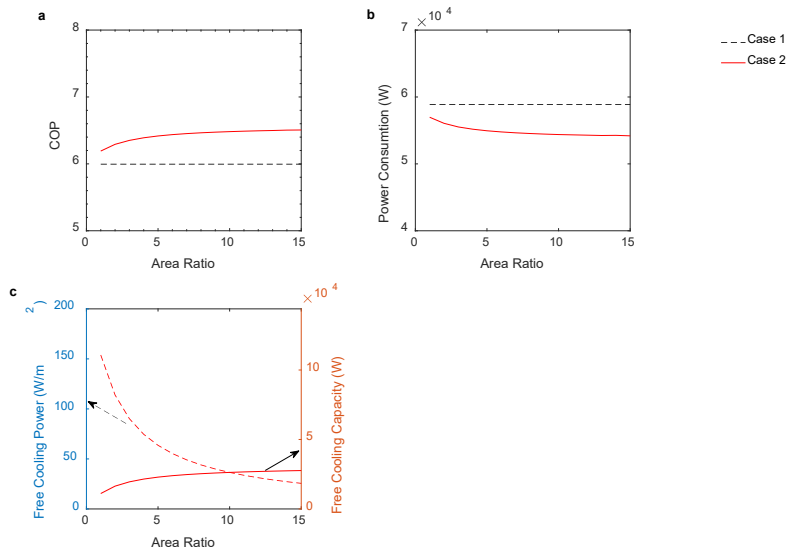 a
8
7
6
5
COP
0 5 10 15
Area Ratio
b
× 10 4
7
6
5
4
Power Consumtion (W)
0 5 10 15
Area Ratio
Case 1
Case 2
c
200
150
100
50
0
Free Cooling Power (W/m 2 )
× 10 4
10
5
0
Free Cooling Capacity (W)
0 5 10 15
Area Ratio